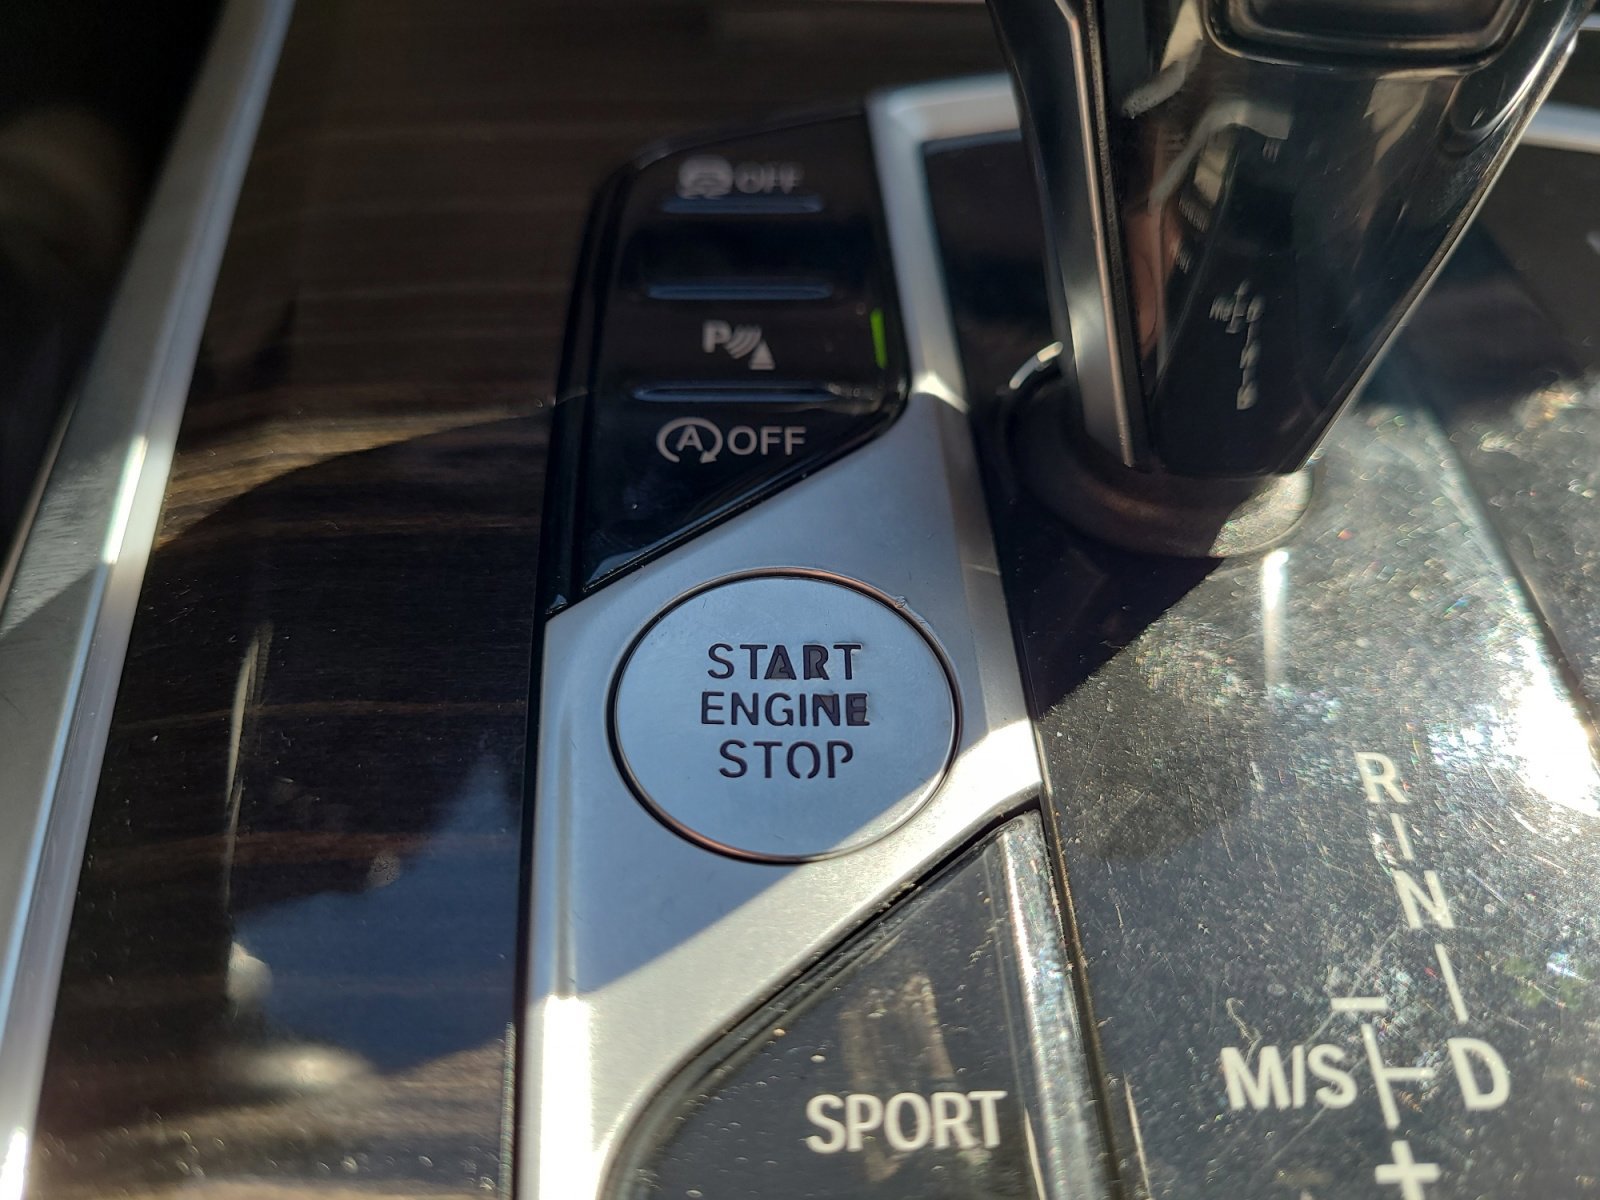 OFF
P
A OFF
START
ENGINE
STOP
SPORT
R
N
M/S D
+